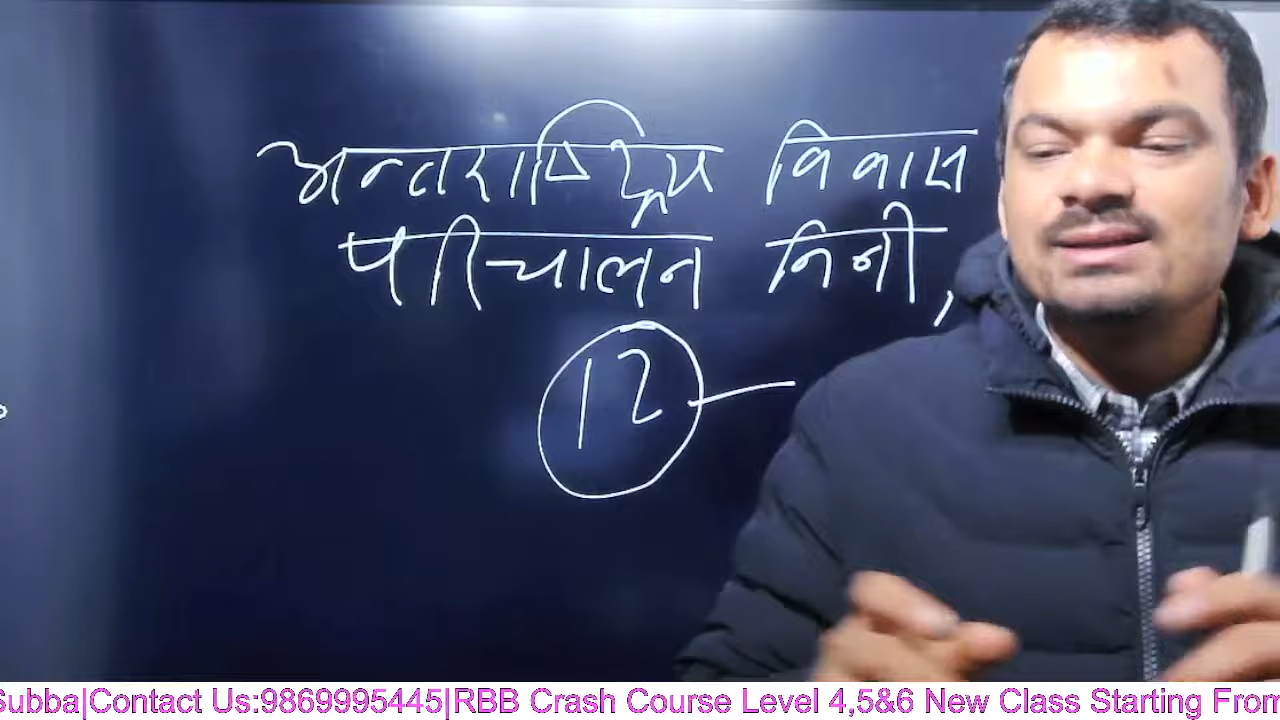 अन्तराष्ट्रिय विवास
परिचालन निती,
12
Subba|Contact Us:9869995445|RBB Crash Course Level 4,5&6 New Class Starting From